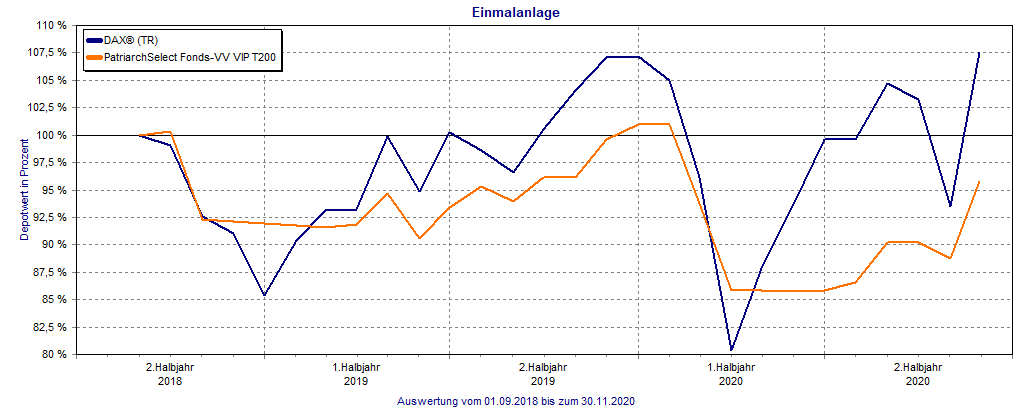 Einmalanlage
110 %
107,5 %
105 %
102,5 %
100 %
97,5 %
95 %
92,5 %
90 %
87,5 %
85 %
82,5 %
80 %
Depotwert in Prozent
DAX® (TR)
PatriarchSelect Fonds-VV VIP T200
2.Halbjahr
2018
1.Halbjahr
2019
2.Halbjahr
2019
1.Halbjahr
2020
2.Halbjahr
2020
Auswertung vom 01.09.2018 bis zum 30.11.2020